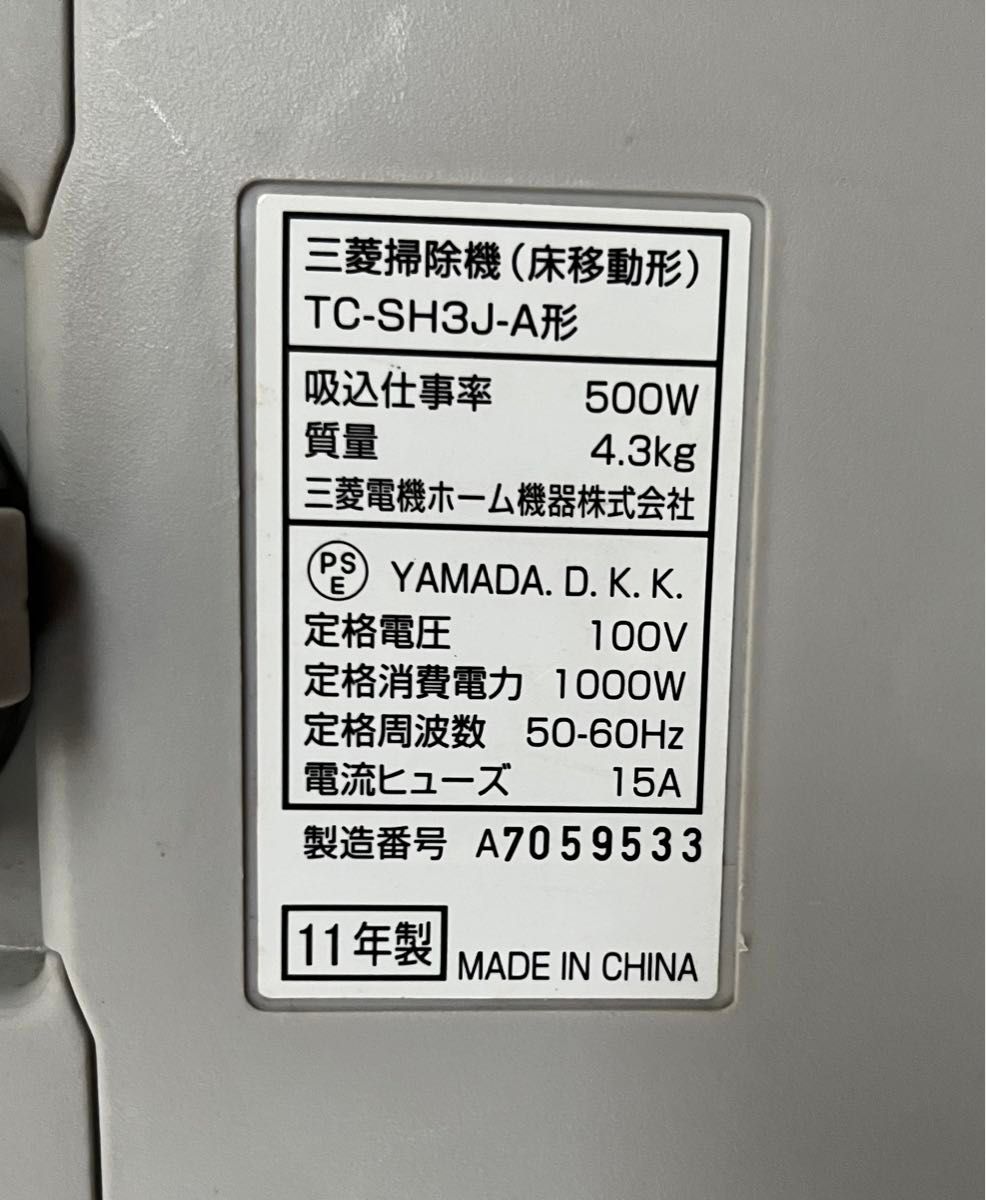 三菱掃除機(床移動形)
TC-SH3J-A形
吸込仕事率 500W
質量 4.3kg
三菱電機ホーム機器株式会社
PSE YAMADA. D. K. K.
定格電圧 100V
定格消費電力 1000W
定格周波数 50-60Hz
電流ヒューズ 15A
製造番号 A7059533
11年製 MADE IN CHINA